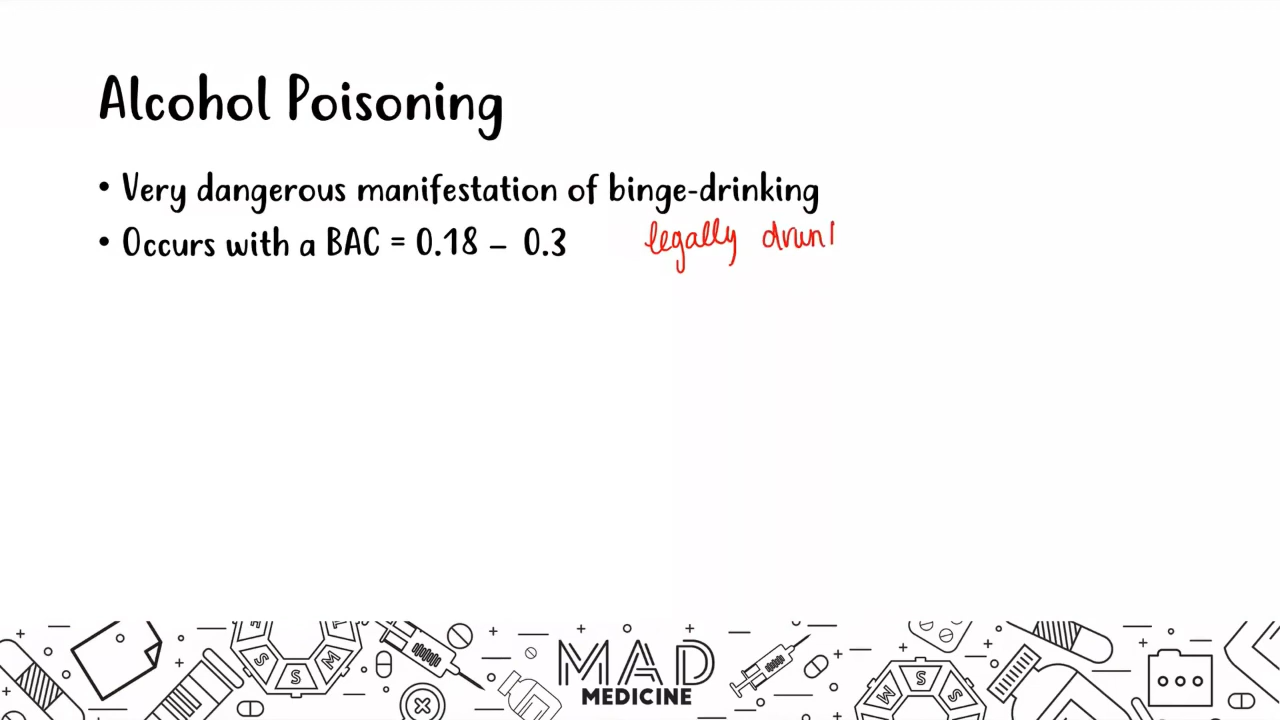 Alcohol Poisoning
• Very dangerous manifestation of binge-drinking
• Occurs with a BAC = 0.18 – 0.3 legally
MAD
MEDICINE